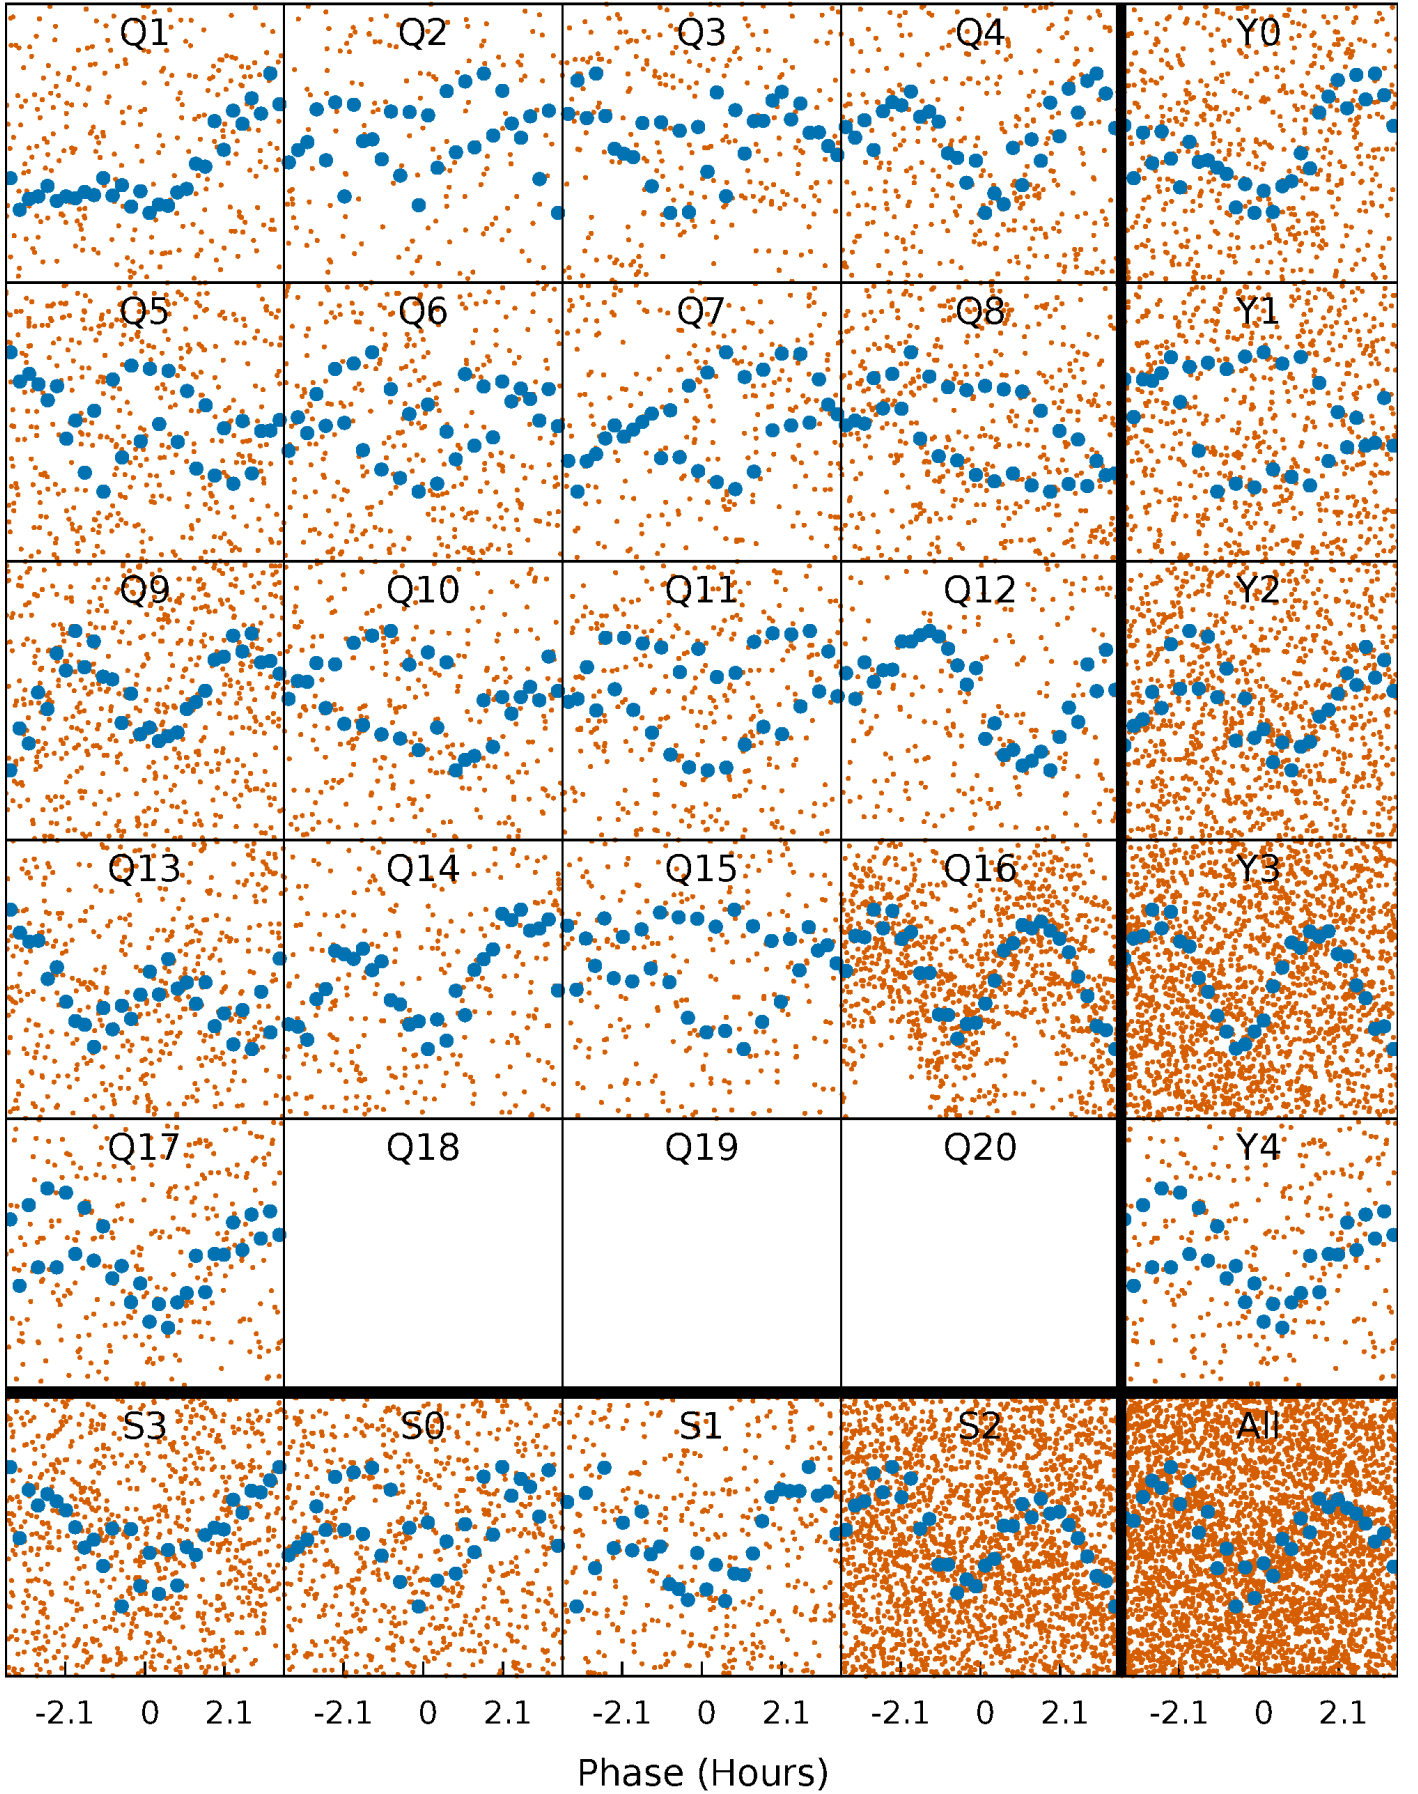 Q1 Q2 Q3 Q4 Y0
Q5 Q6 Q7 Q8 Y1
Q9 Q10 Q11 Q12 Y2
Q13 Q14 Q15 Q16 Y3
Q17 Q18 Q19 Q20 Y4
S3 S0 S1 S2 All
-2.1 0 2.1 -2.1 0 2.1 -2.1 0 2.1 -2.1 0 2.1 -2.1 0 2.1
Phase (Hours)